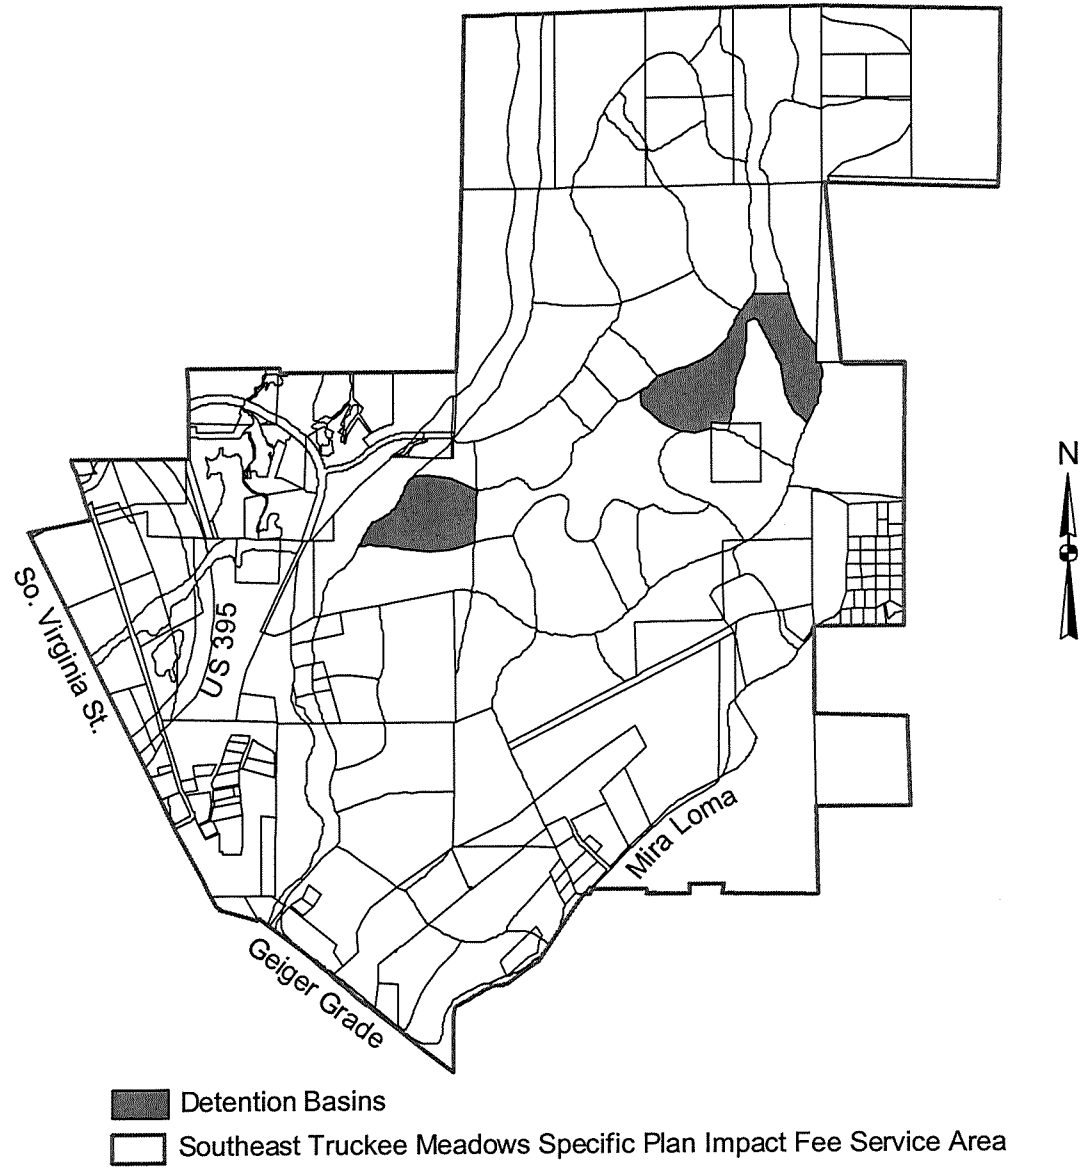 N
So. Virginia St.
US 395
Mira Loma
Geiger Grade
Detention Basins
Southeast Truckee Meadows Specific Plan Impact Fee Service Area